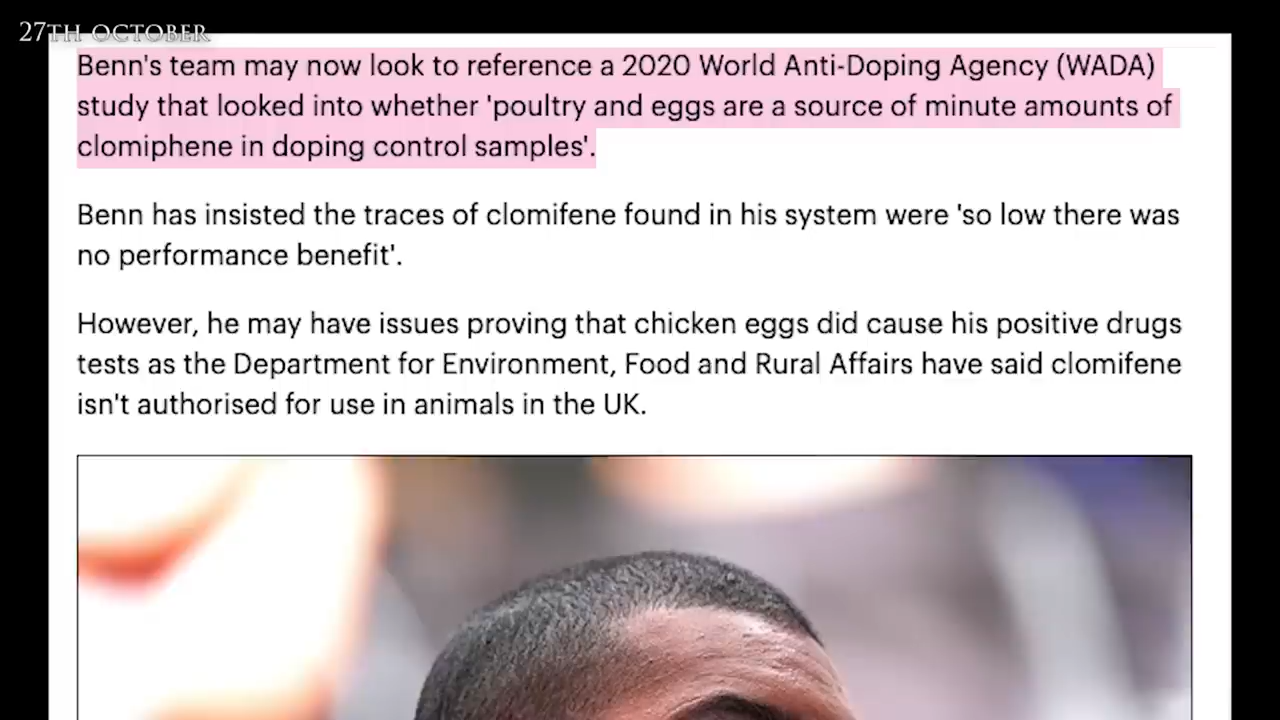 27TH OCTOBER
Benn's team may now look to reference a 2020 World Anti-Doping Agency (WADA)
study that looked into whether 'poultry and eggs are a source of minute amounts of
clomiphene in doping control samples'.
Benn has insisted the traces of clomifene found in his system were 'so low there was
no performance benefit'.
However, he may have issues proving that chicken eggs did cause his positive drugs
tests as the Department for Environment, Food and Rural Affairs have said clomifene
isn't authorised for use in animals in the UK.